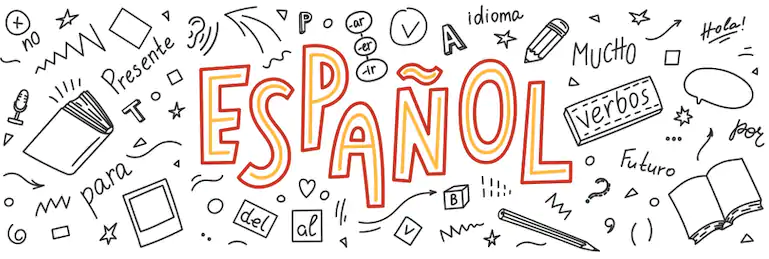 no
Presente
P
-ar
-er
-ir
V
A
idioma
MUCHO
Hola!
ESPAÑOL
T
verbos
por
para
Futuro
del
al
B
V
?
,
( )
...